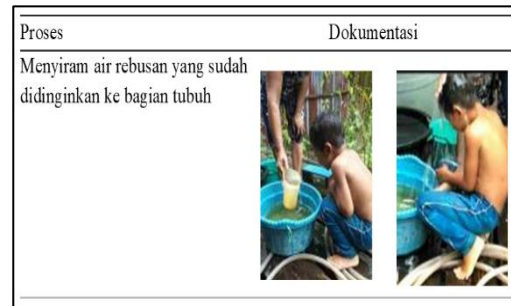 Proses Dokumentasi
Menyiram air rebusan yang sudah
didinginkan ke bagian tubuh